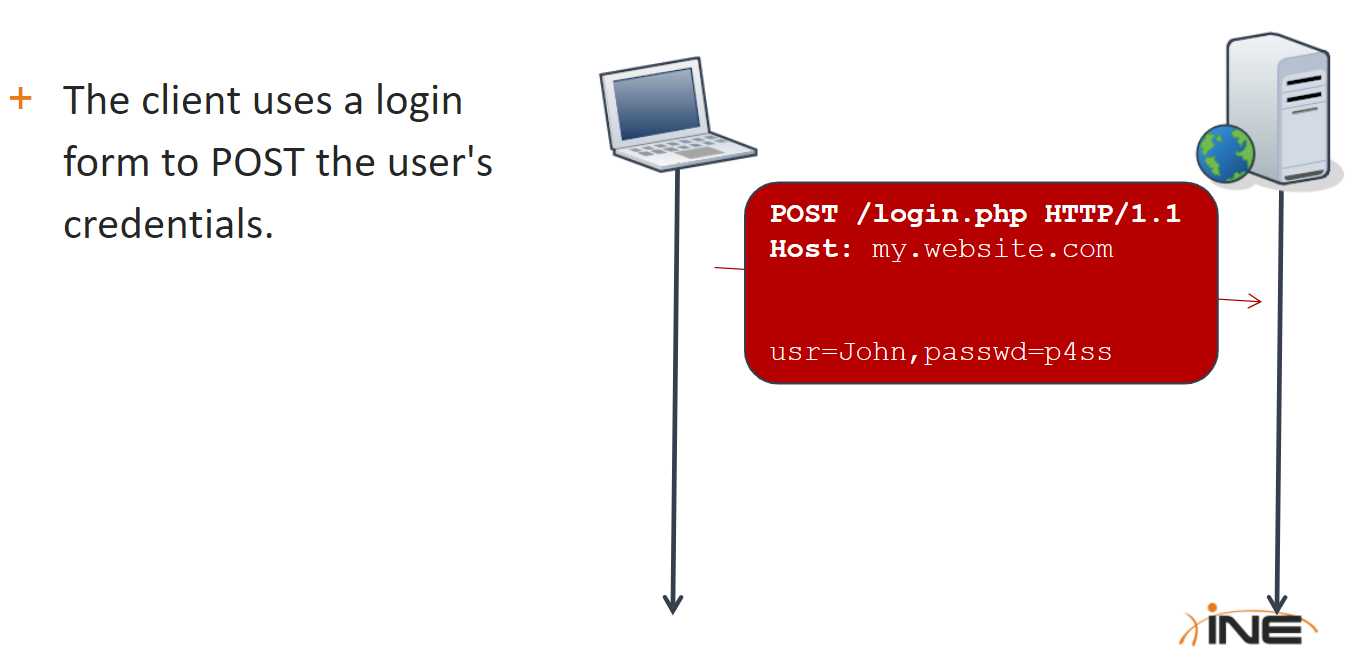 + The client uses a login
form to POST the user's
credentials.
POST /login.php HTTP/1.1
Host: my.website.com
usr=John,passwd=p4ss
iNE